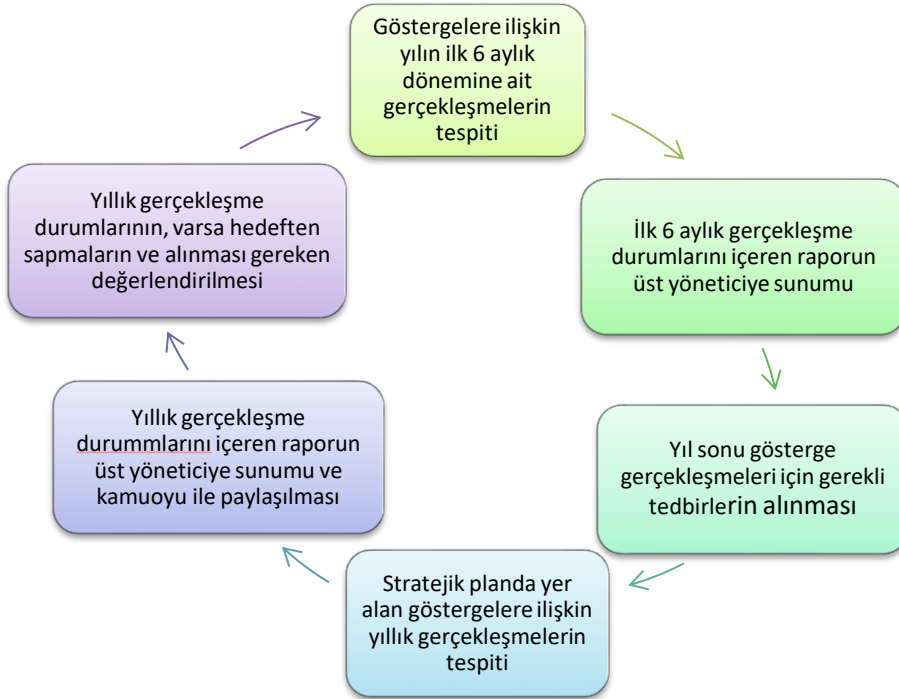 Göstergelere ilişkin
yılın ilk 6 aylık
dönemine ait
gerçekleşmelerin
tespiti
İlk 6 aylık gerçekleşme
durumlarını içeren raporun
üst yöneticiye sunumu
Yıl sonu gösterge
gerçekleşmeleri için gerekli
tedbirlerin alınması
Stratejik planda yer
alan göstergelere ilişkin
yıllık gerçekleşmelerin
tespiti
Yıllık gerçekleşme
durummlarını içeren raporun
üst yöneticiye sunumu ve
kamuoyu ile paylaşılması
Yıllık gerçekleşme
durumlarının, varsa hedeften
sapmaların ve alınması gereken
değerlendirilmesi